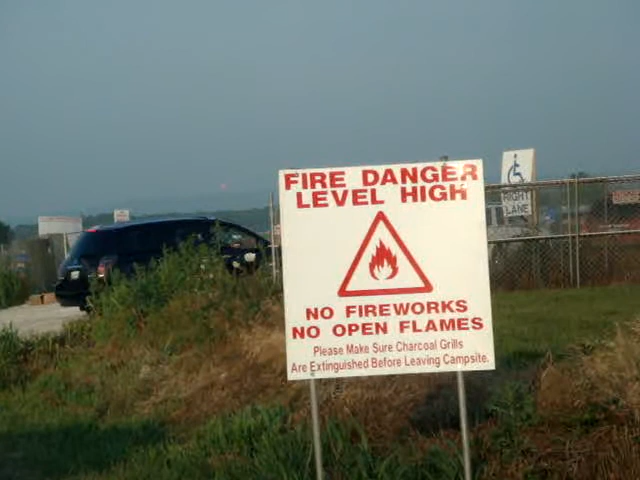 FIRE DANGER
LEVEL HIGH
NO FIREWORKS
NO OPEN FLAMES
Please Make Sure Charcoal Grills
Are Extinguished Before Leaving Campsite.
RIGHT
LANE